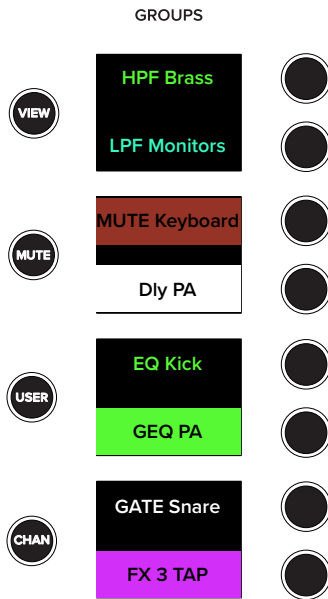 GROUPS
HPF Brass
VIEW
LPF Monitors
MUTE Keyboard
MUTE
Dly PA
EQ Kick
USER
GEQ PA
GATE Snare
CHAN
FX 3 TAP